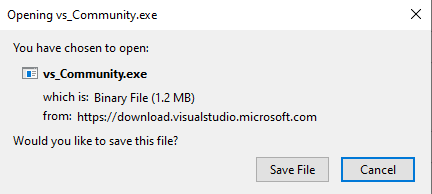 Opening vs_Community.exe
You have chosen to open:
vs_Community.exe
which is: Binary File (1.2 MB)
from: https://download.visualstudio.microsoft.com
Would you like to save this file?
Save File
Cancel